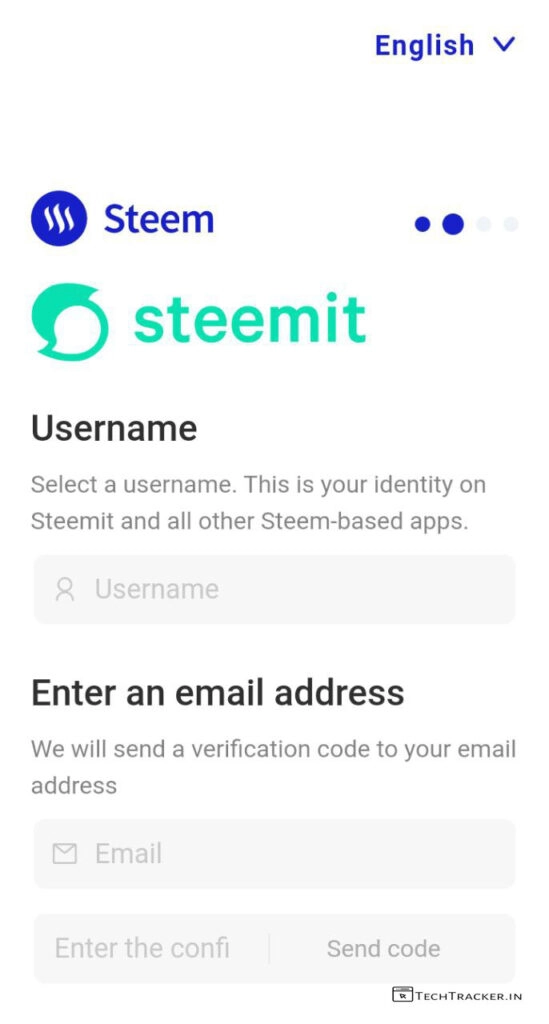 English
Steem
steemit
Username
Select a username. This is your identity on
Steemit and all other Steem-based apps.
Username
Enter an email address
We will send a verification code to your email
address
Email
Enter the confi
Send code
TechTracker.in